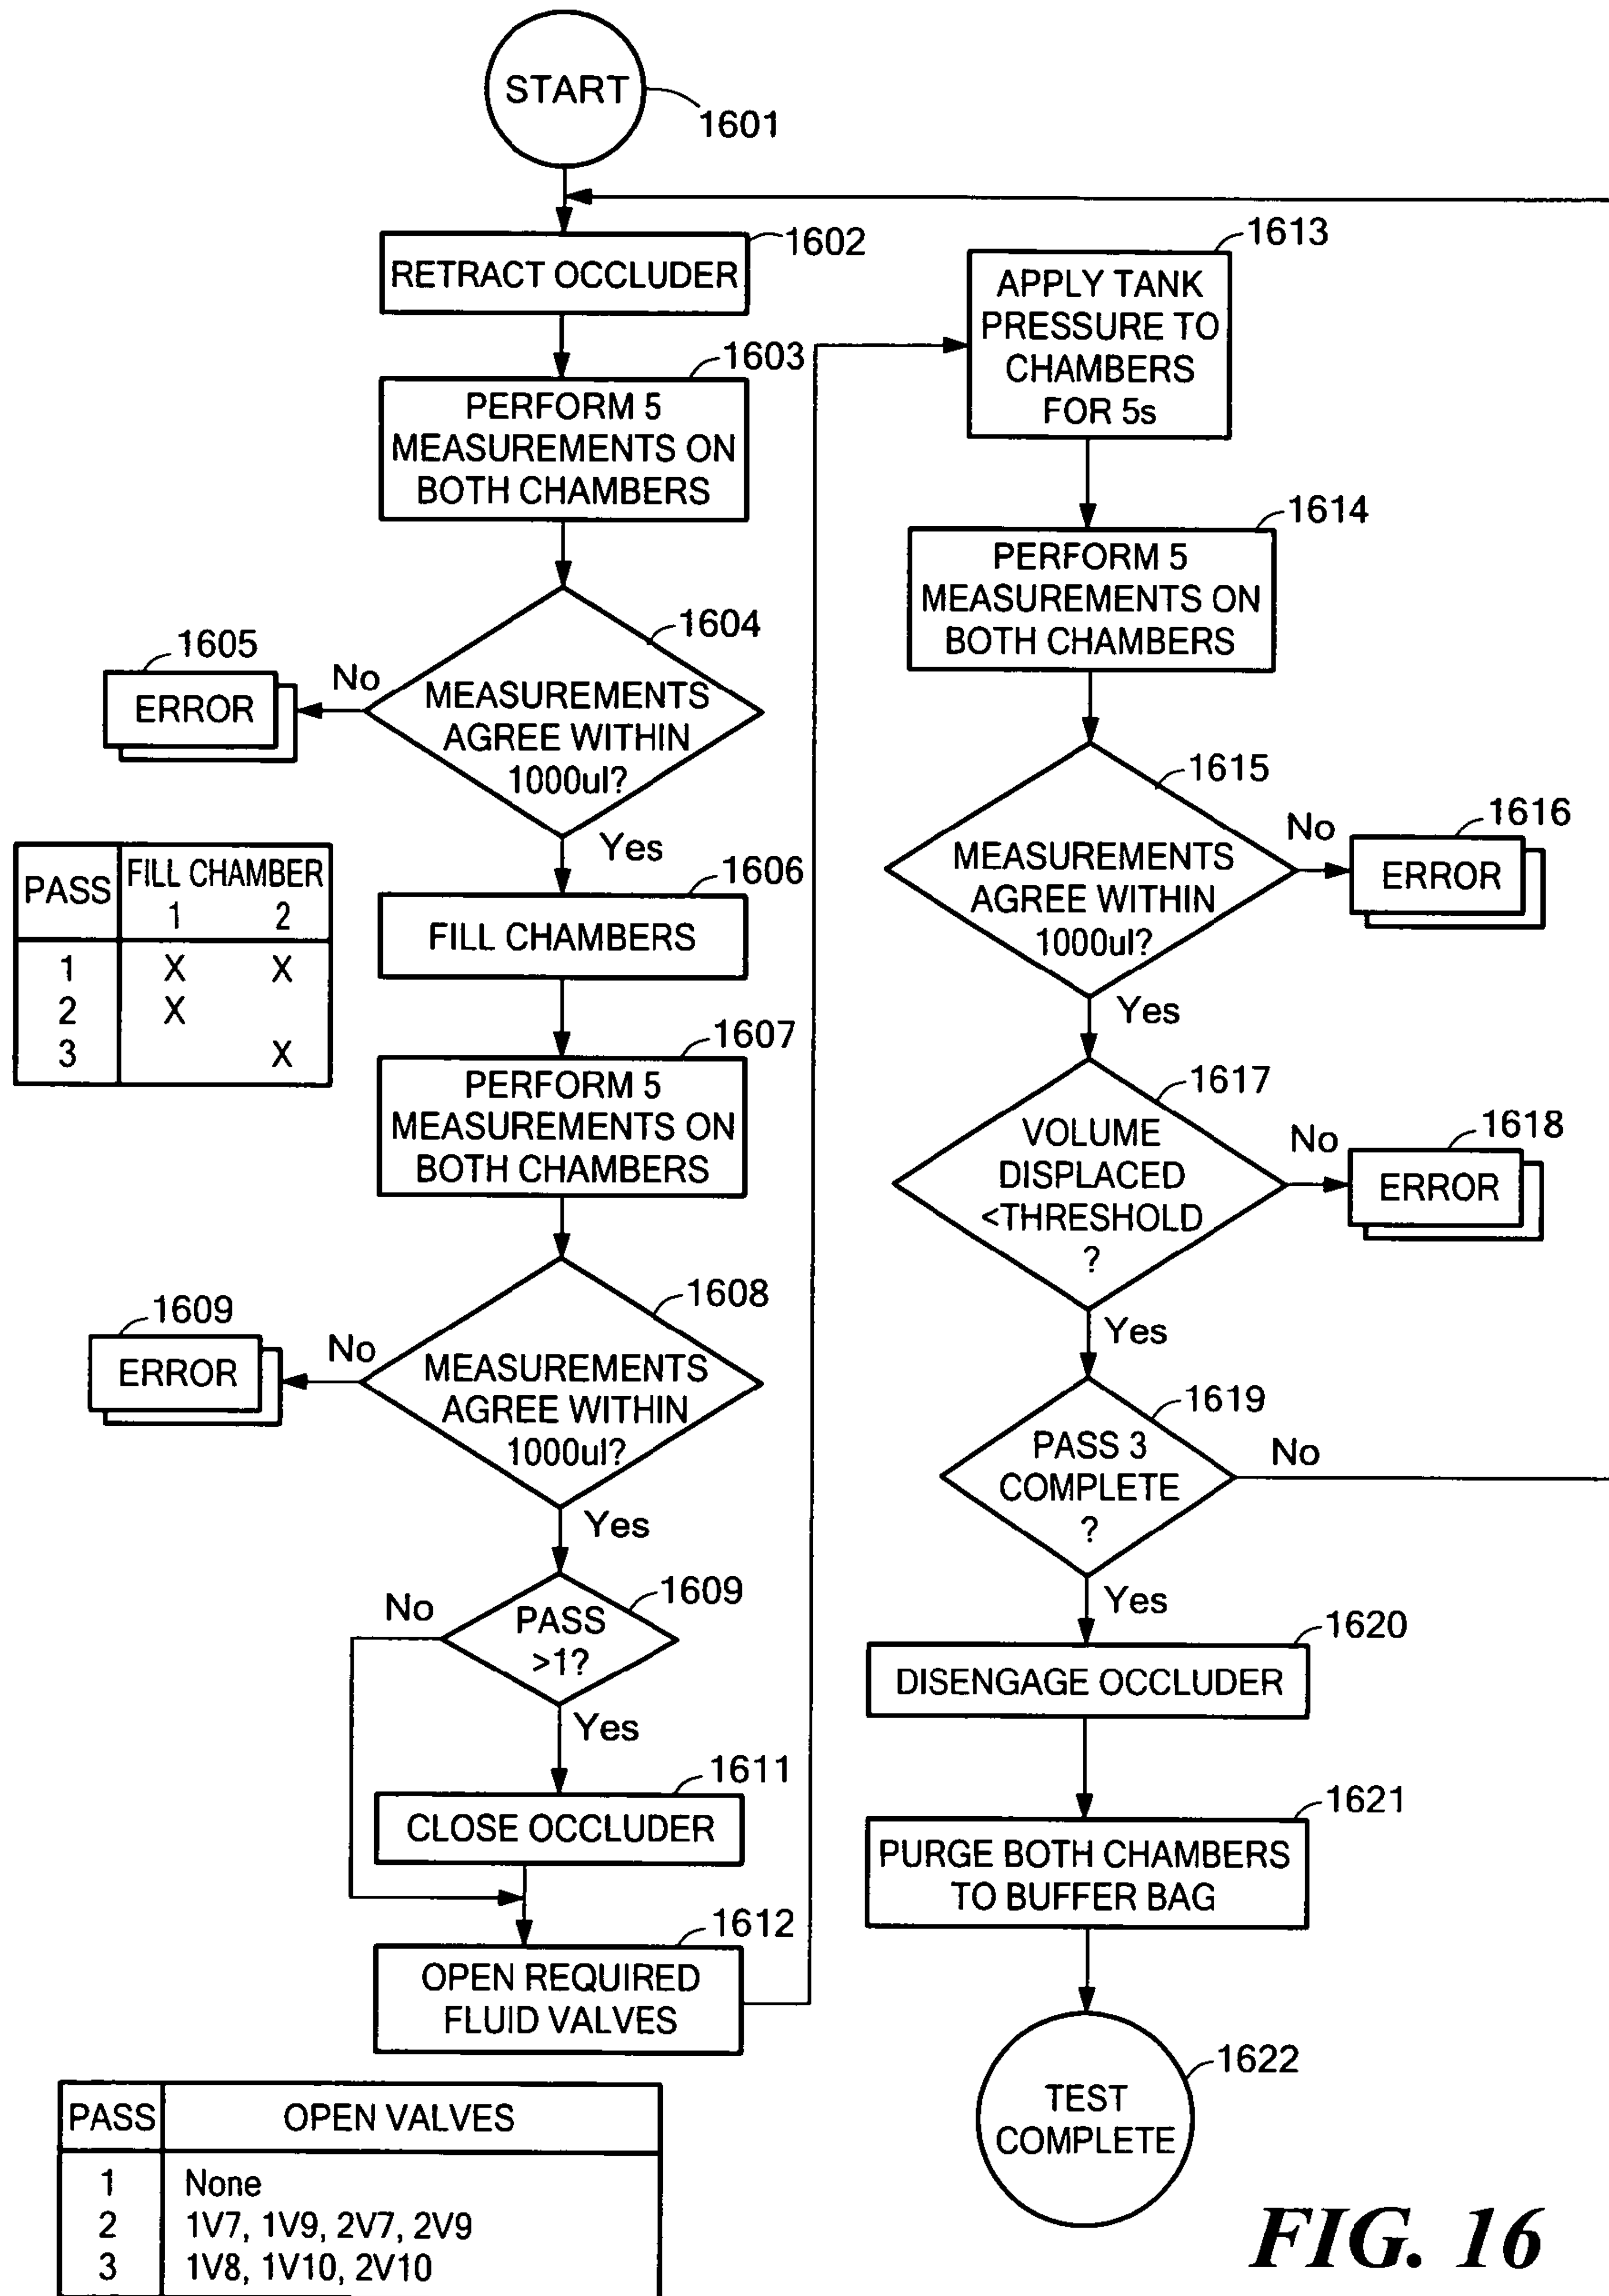 START
1601
RETRACT OCCLUDER
1602
PERFORM 5
MEASUREMENTS ON
BOTH CHAMBERS
1603
MEASUREMENTS
AGREE WITHIN
1000ul?
1604
No
1605
ERROR
Yes
PASS FILL CHAMBER
1 2
1 X X
2 X
3 X
1606
FILL CHAMBERS
1607
PERFORM 5
MEASUREMENTS ON
BOTH CHAMBERS
1608
MEASUREMENTS
AGREE WITHIN
1000ul?
No
1609
ERROR
Yes
1609
PASS
>1?
No
Yes
1611
CLOSE OCCLUDER
1612
OPEN REQUIRED
FLUID VALVES
PASS OPEN VALVES
1 None
2 1V7, 1V9, 2V7, 2V9
3 1V8, 1V10, 2V10
1613
APPLY TANK
PRESSURE TO
CHAMBERS
FOR 5s
1614
PERFORM 5
MEASUREMENTS ON
BOTH CHAMBERS
1615
MEASUREMENTS
AGREE WITHIN
1000ul?
No
1616
ERROR
Yes
1617
VOLUME
DISPLACED
<THRESHOLD
?
No
1618
ERROR
Yes
1619
PASS 3
COMPLETE
?
No
Yes
1620
DISENGAGE OCCLUDER
1621
PURGE BOTH CHAMBERS
TO BUFFER BAG
1622
TEST
COMPLETE
FIG. 16